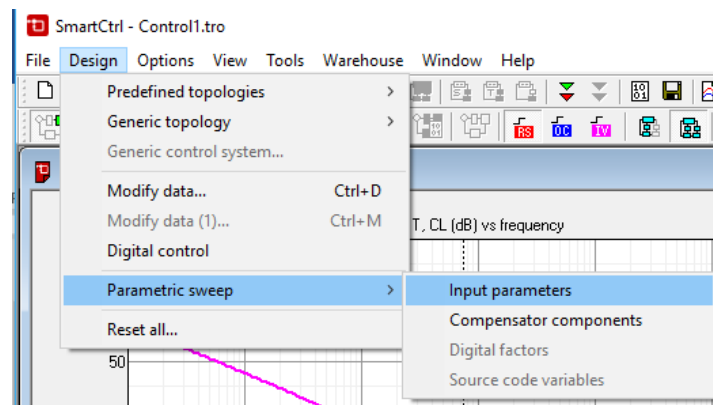 SmartCtrl - Control1.tro
File Design Options View Tools Warehouse Window Help
Predefined topologies >
Generic topology >
Generic control system...
Modify data... Ctrl+D
Modify data (1)... Ctrl+M
Digital control
Parametric sweep >
Reset all...
Input parameters
Compensator components
Digital factors
Source code variables
RS OC IV
T, CL (dB) vs frequency
50